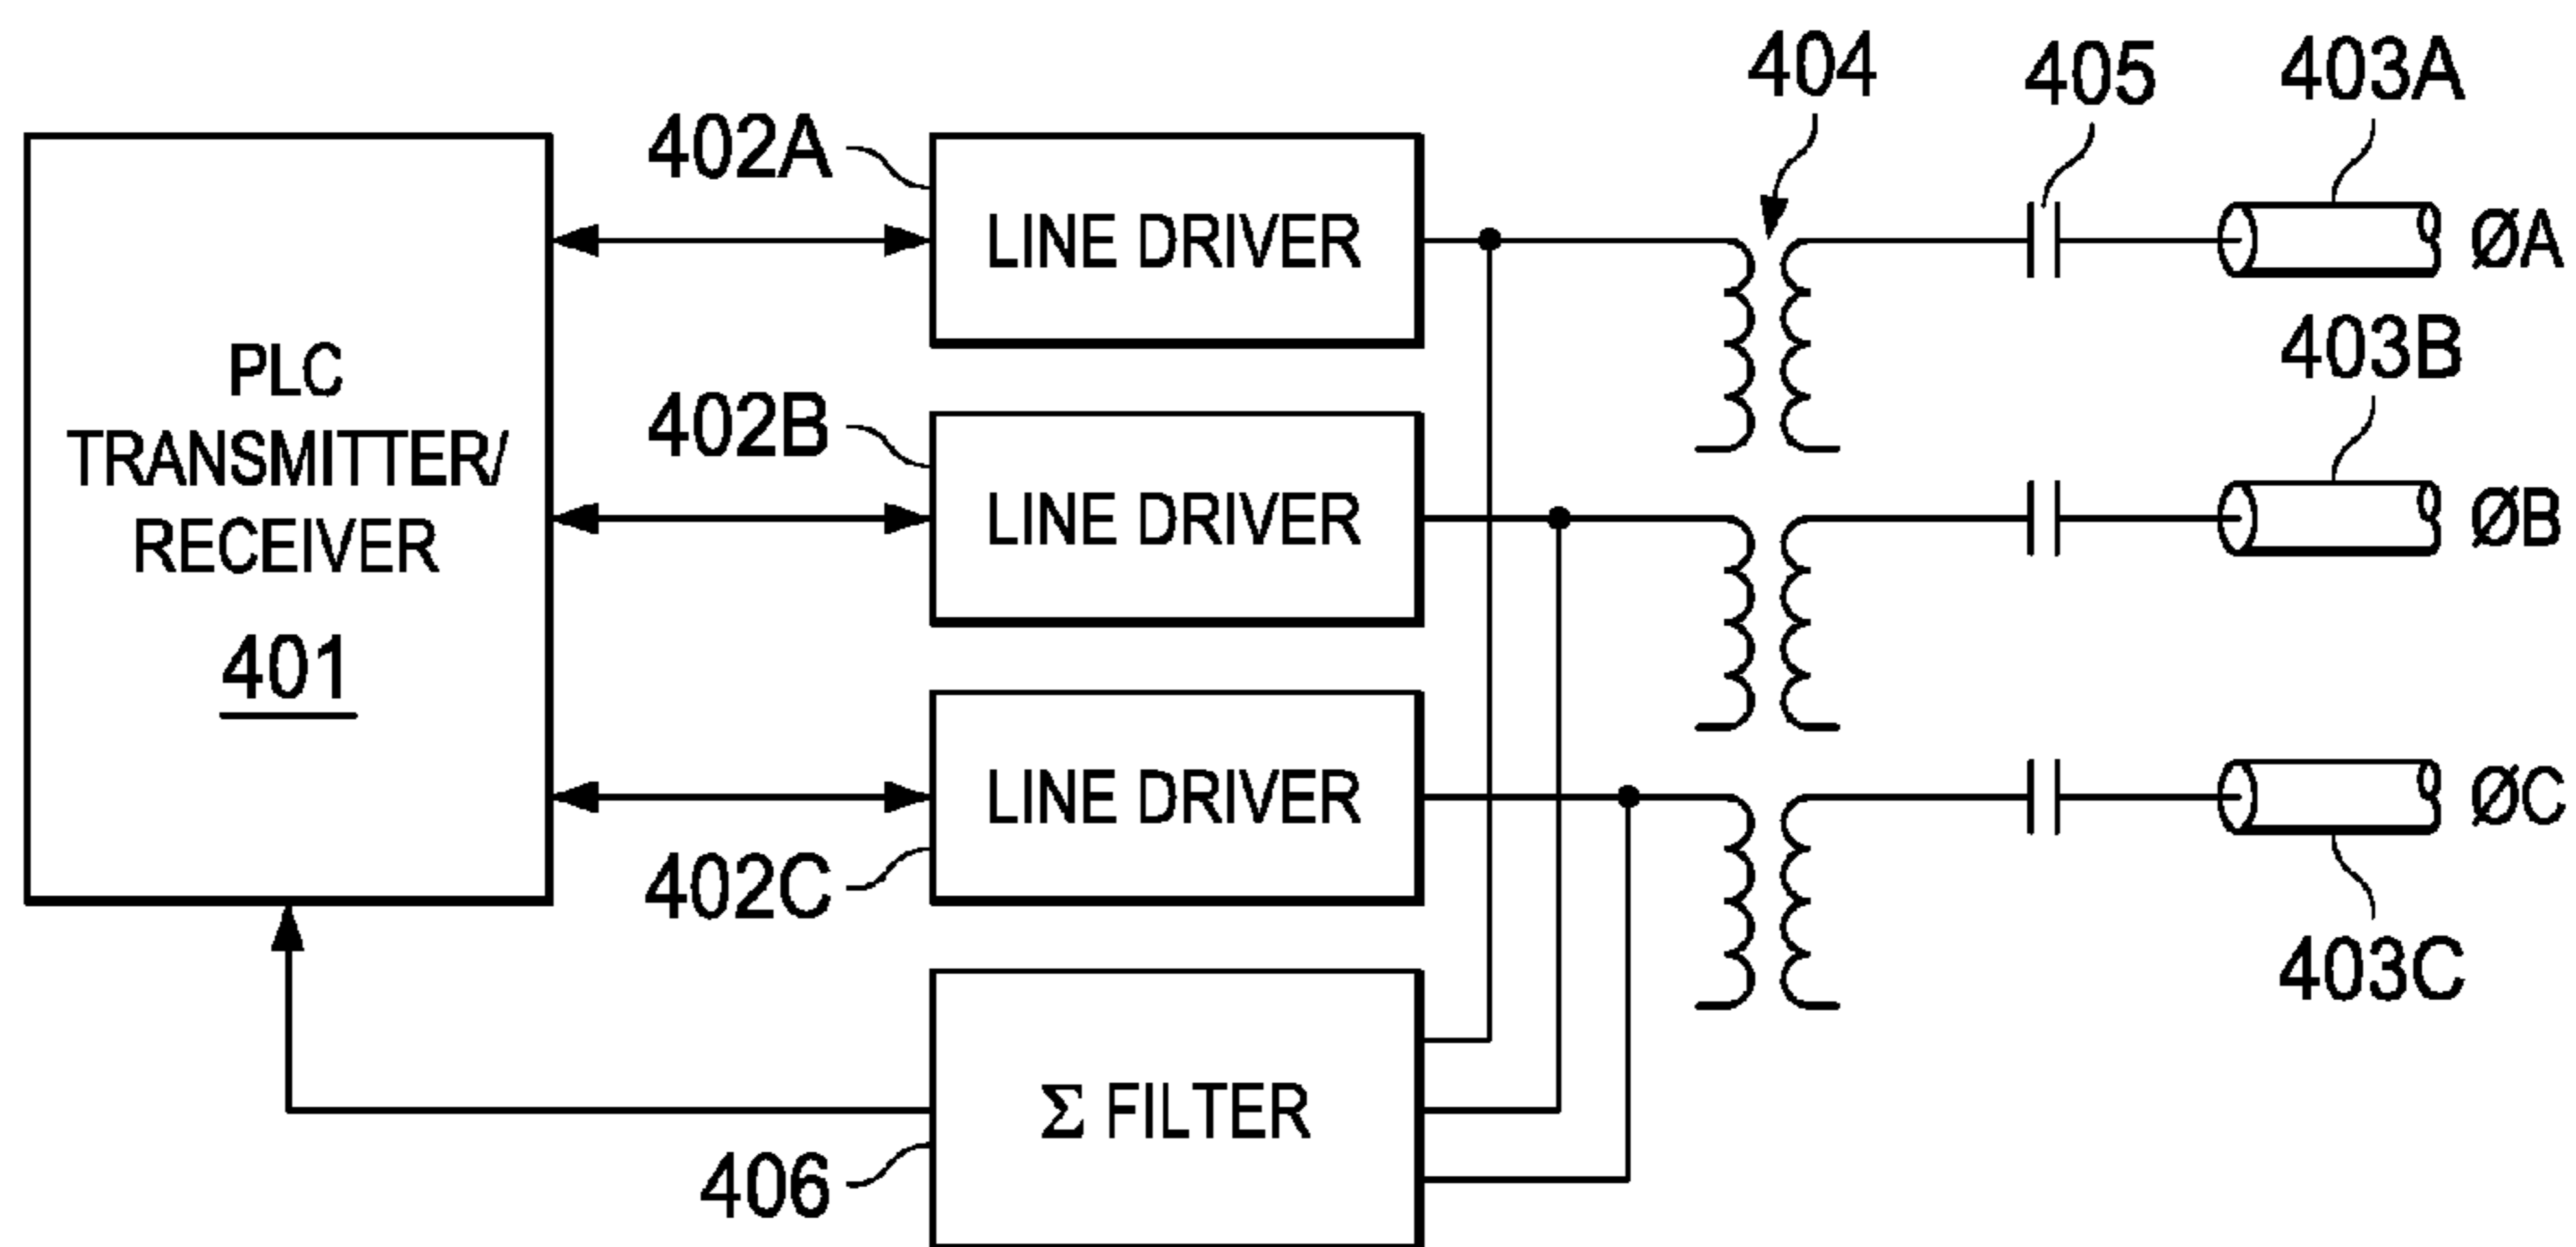 404
405
403A
402A
LINE DRIVER
ØA
PLC
TRANSMITTER/
RECEIVER
401
403B
402B
LINE DRIVER
ØB
LINE DRIVER
ØC
402C
403C
Σ FILTER
406